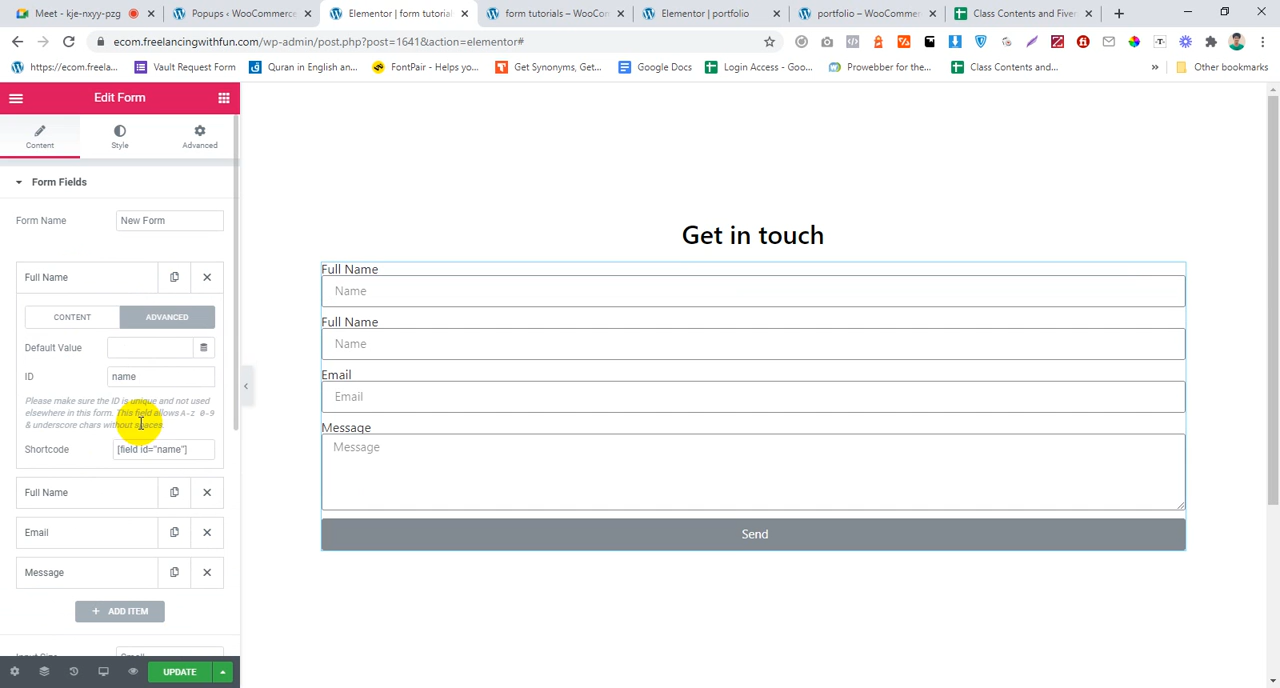 Meet - kje-nxyy-pzg
Popups ‹ WooCommerce
Elementor | form tutorial
form tutorials – WooCon
Elementor | portfolio
portfolio – WooCommerc
Class Contents and Fiver
ecom.freelancingwithfun.com/wp-admin/post.php?post=1641&action=elementor#
https://ecom.freela...
Vault Request Form
Quran in English an...
FontPair - Helps yo...
Synonyms, Get...
Google Docs
Login Access - Goo...
Prowebber for the...
Class Contents and...
Other bookmarks
Edit Form
Content
Style
Advanced
Form Fields
Form Name
New Form
Full Name
CONTENT
ADVANCED
Default Value
ID
name
Please make sure the ID is unique and not used
elsewhere in this form. This field allows A-z 0-9
& underscore chars without spaces.
Shortcode
[field id="name"]
Full Name
Email
Message
ADD ITEM
UPDATE
Get in touch
Full Name
Name
Full Name
Name
Email
Email
Message
Message
Send